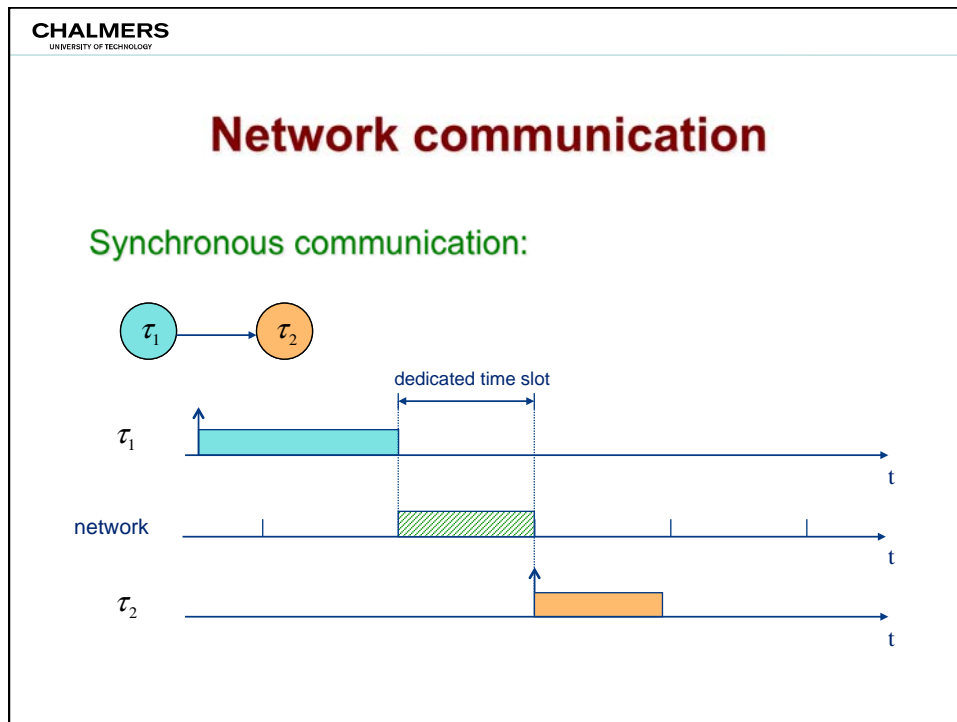 CHALMERS
UNIVERSITY OF TECHNOLOGY
Network communication
Synchronous communication:
τ₁
τ₂
dedicated time slot
τ₁
t
network
t
τ₂
t